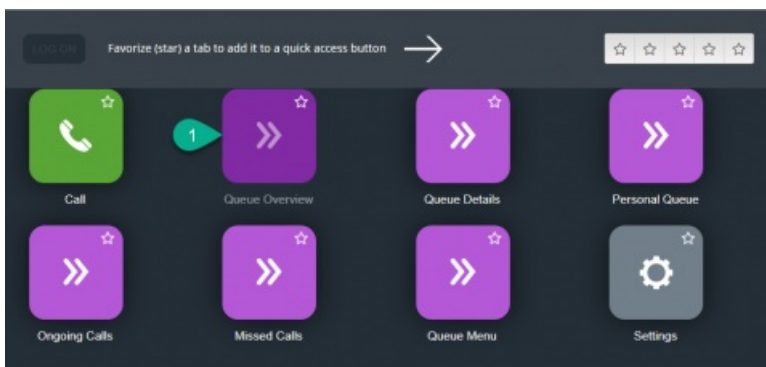 LOG ON Favorize (star) a tab to add it to a quick access button
1
Call Queue Overview Queue Details Personal Queue
Ongoing Calls Missed Calls Queue Menu Settings